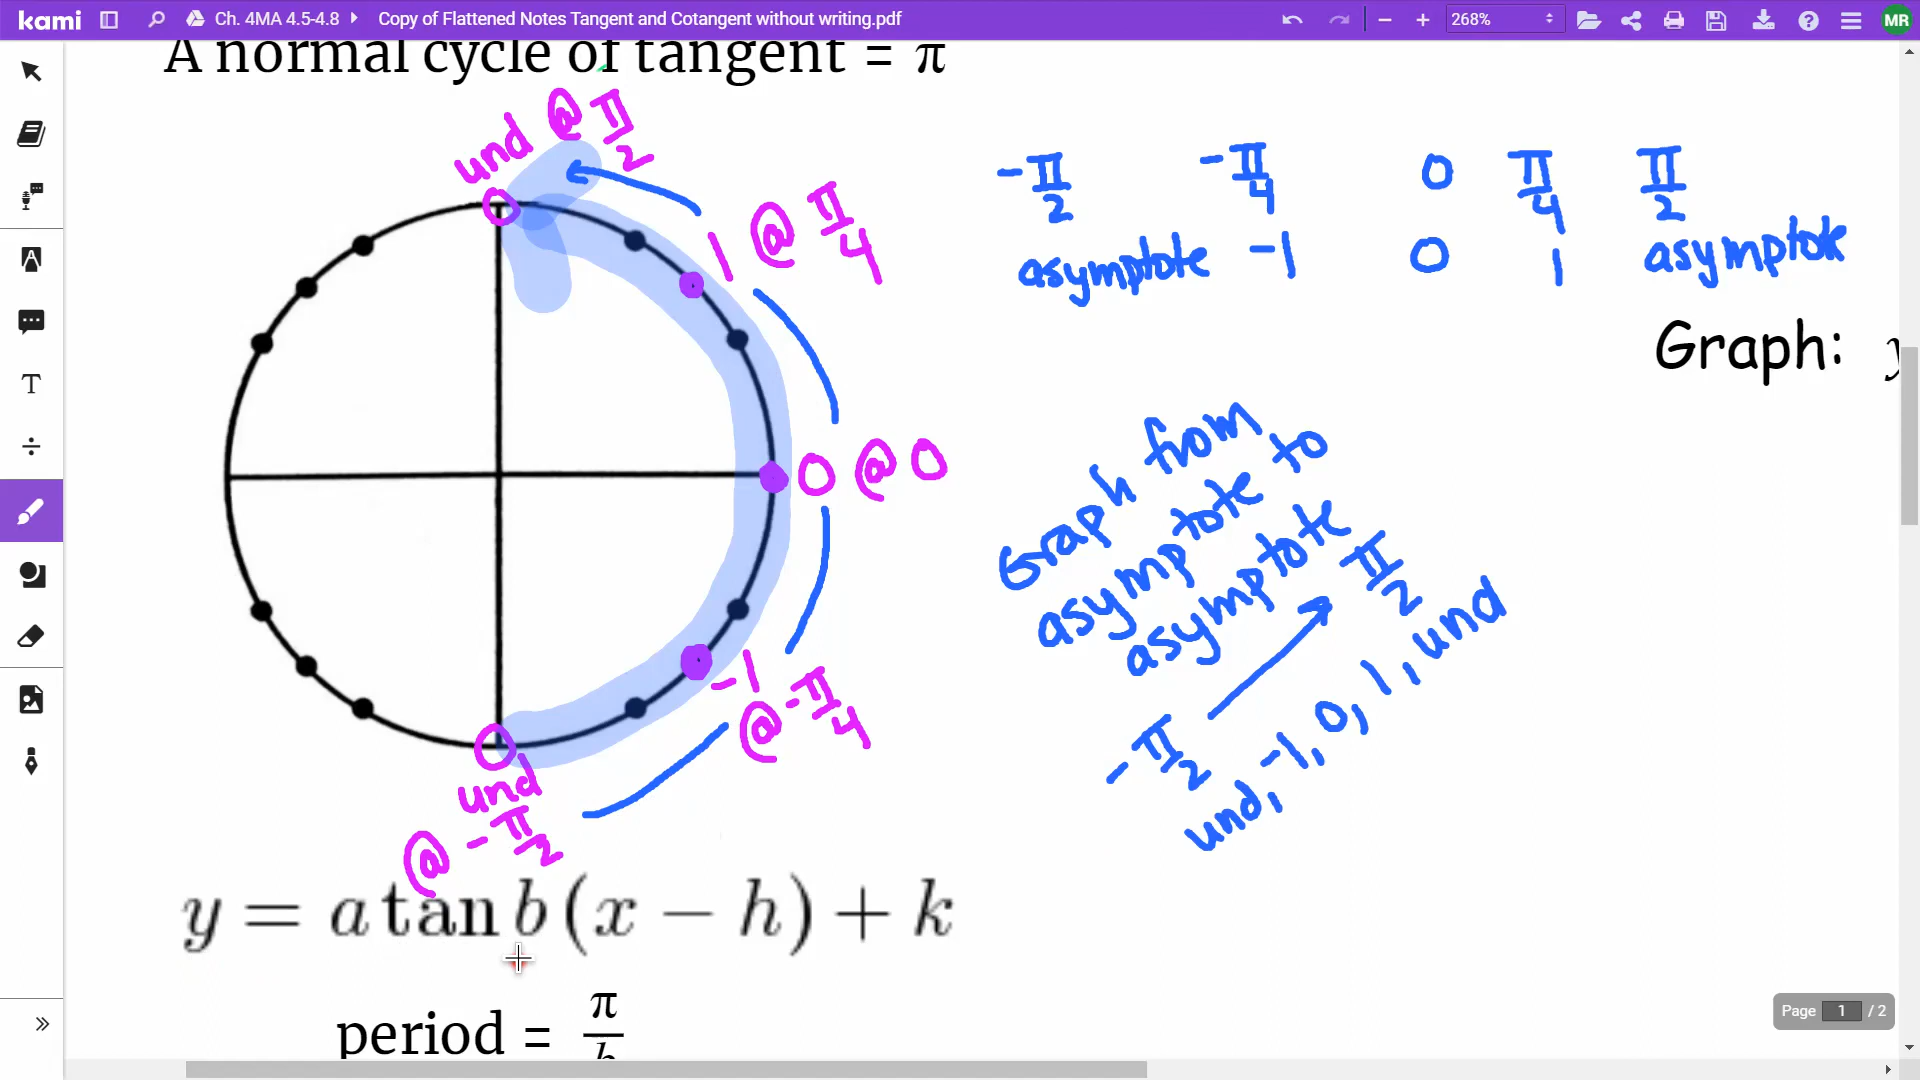 kami Ch. 4MA 4.5-4.8 Copy of Flattened Notes Tangent and Cotangent without writing.pdf 268% MR
A normal cycle of tangent = π
und @ π/2
1 @ π/4
0 @ 0
-1 @ -π/4
und @ -π/2
-π/2 -π/4 0 π/4 π/2
asymptote -1 0 1 asymptote
Graph: y
Graph from
asymptote to
asymptote
-π/2 → π/2
und, -1, 0, 1, und
y = a tan b (x − h) + k
period = π/b
Page 1 / 2